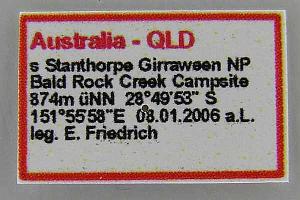 Australia - QLD
s Stanthorpe Girraween NP
Bald Rock Creek Campsite
874m üNN 28°49'53" S
151°55'58"E 08.01.2006 a.L.
leg. E. Friedrich